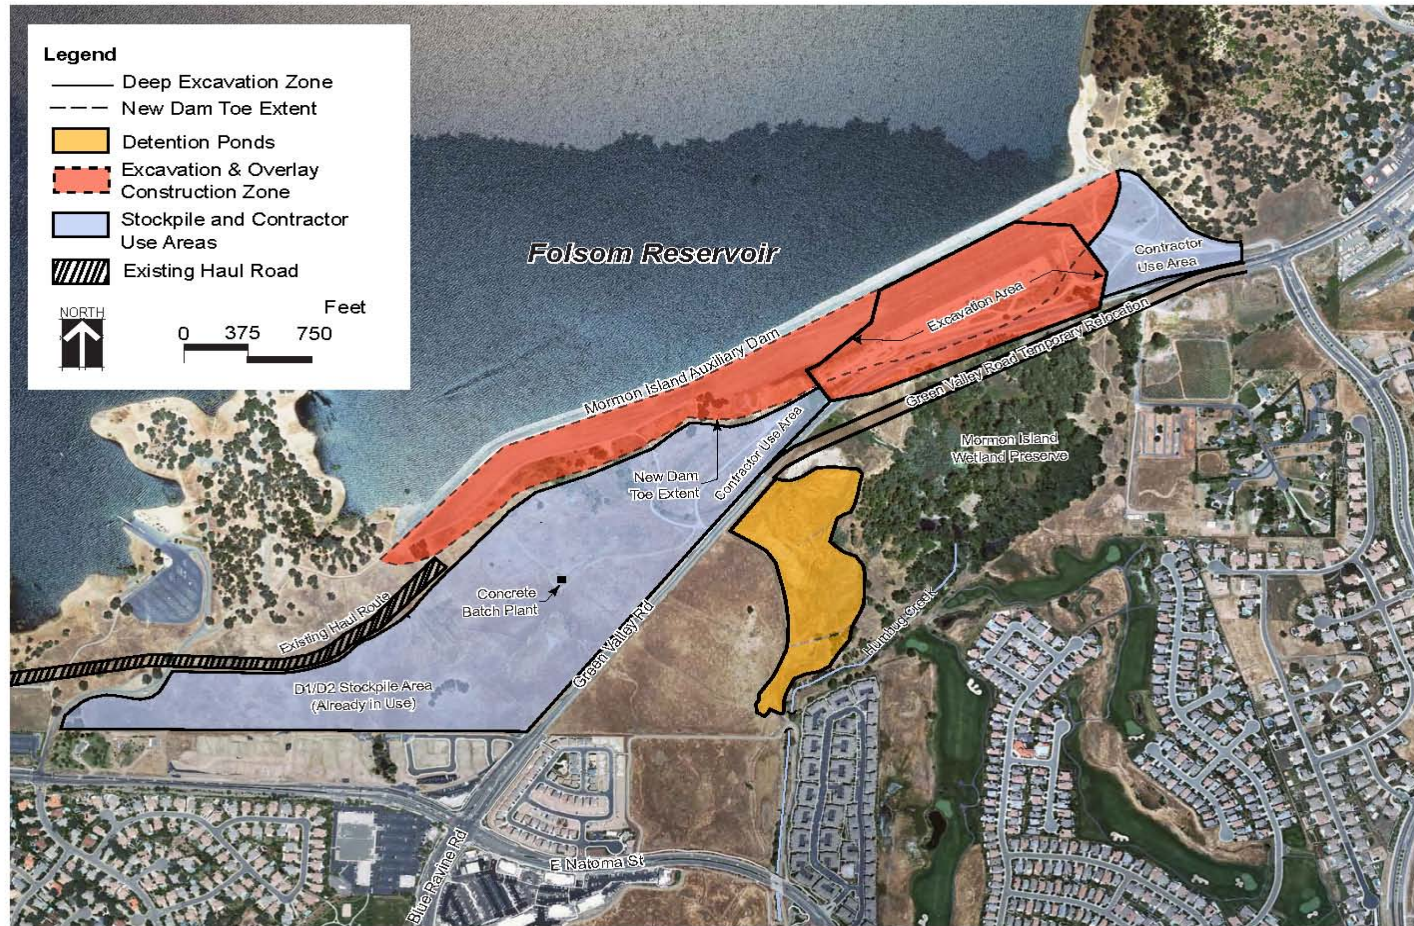 Legend
Deep Excavation Zone
New Dam Toe Extent
Detention Ponds
Excavation & Overlay
Construction Zone
Stockpile and Contractor
Use Areas
Existing Haul Road
NORTH
Feet
0 375 750
Folsom Reservoir
Contractor
Use Area
Excavation Area
Green Valley Road Temporary Relocation
Mormon Island Auxiliary Dam
Mormon Island
Wetland Preserve
Contractor Use Area
New Dam
Toe Extent
Concrete
Batch Plant
Existing Haul Route
Green Valley Rd
Humbug Creek
D1/D2 Stockpile Area
(Already in Use)
Blue Ravine Rd
E Natoma St